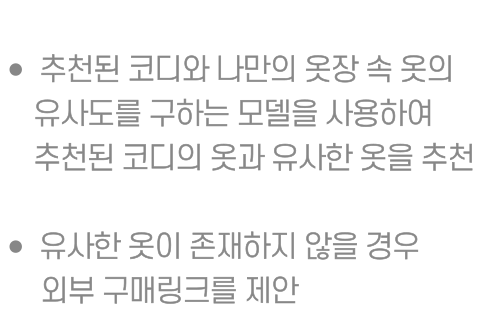 • 추천된 코디와 나만의 옷장 속 옷의
유사도를 구하는 모델을 사용하여
추천된 코디의 옷과 유사한 옷을 추천
• 유사한 옷이 존재하지 않을 경우
외부 구매링크를 제안